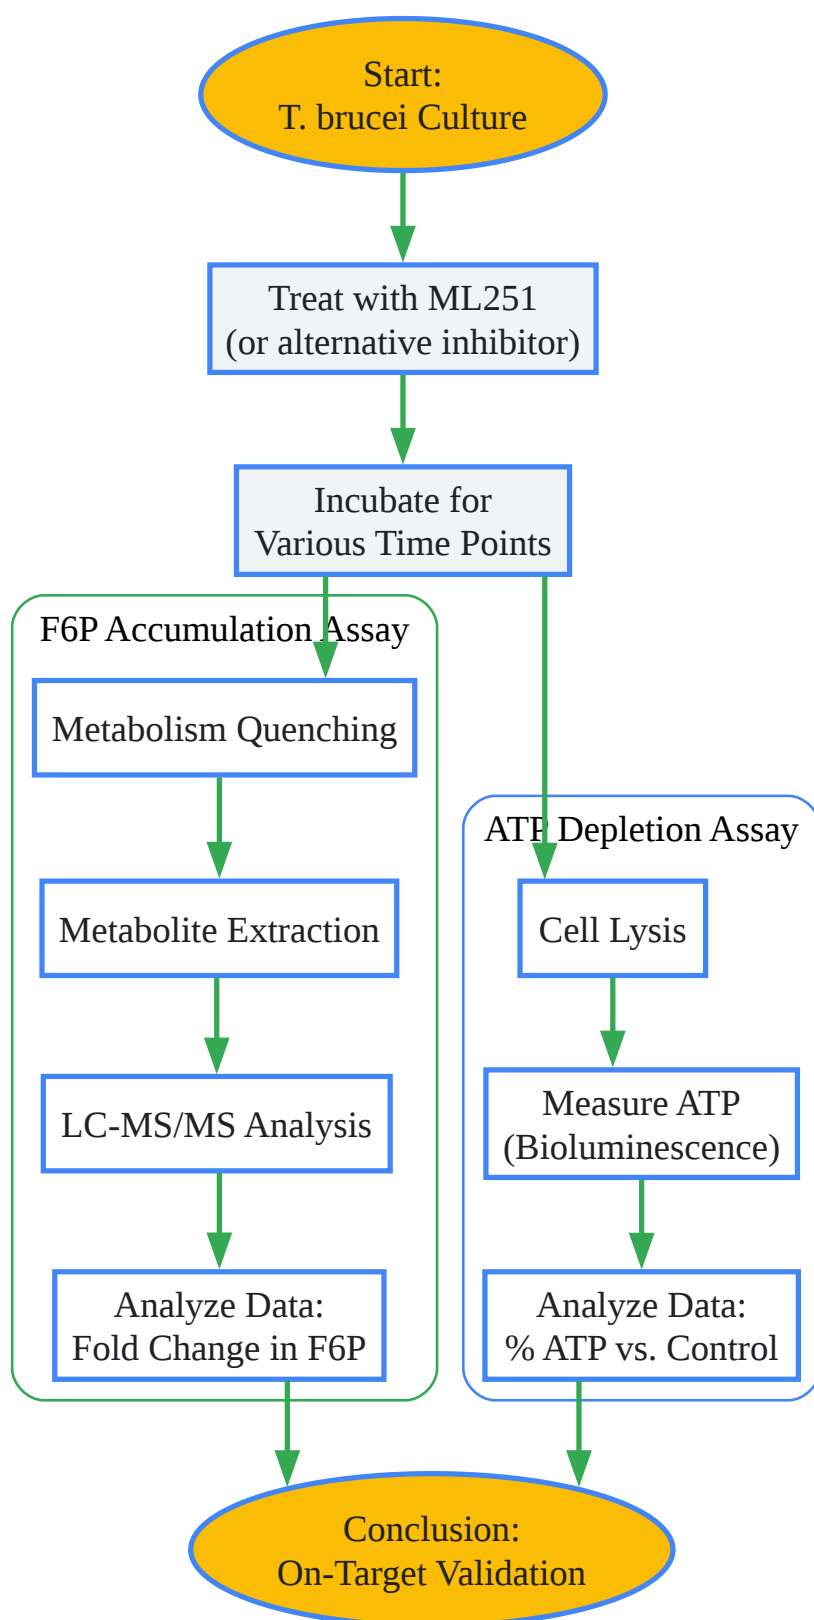 Start:
T. brucei Culture
Treat with ML251
(or alternative inhibitor)
Incubate for
Various Time Points
F6P Accumulation Assay
Metabolism Quenching
Metabolite Extraction
LC-MS/MS Analysis
Analyze Data:
Fold Change in F6P
ATP Depletion Assay
Cell Lysis
Measure ATP
(Bioluminescence)
Analyze Data:
% ATP vs. Control
Conclusion:
On-Target Validation